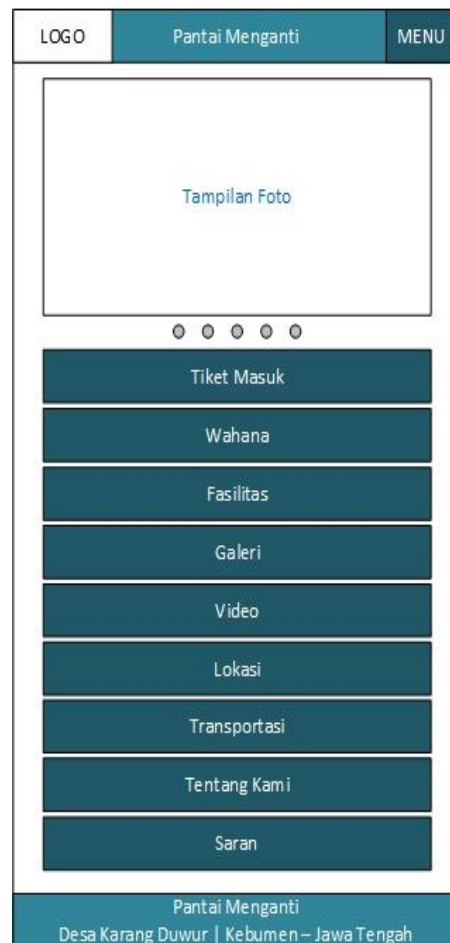 LOGO
Pantai Menganti
MENU
Tampilan Foto
Tiket Masuk
Wahana
Fasilitas
Galeri
Video
Lokasi
Transportasi
Tentang Kami
Saran
Pantai Menganti
Desa Karang Duwur | Kebumen – Jawa Tengah